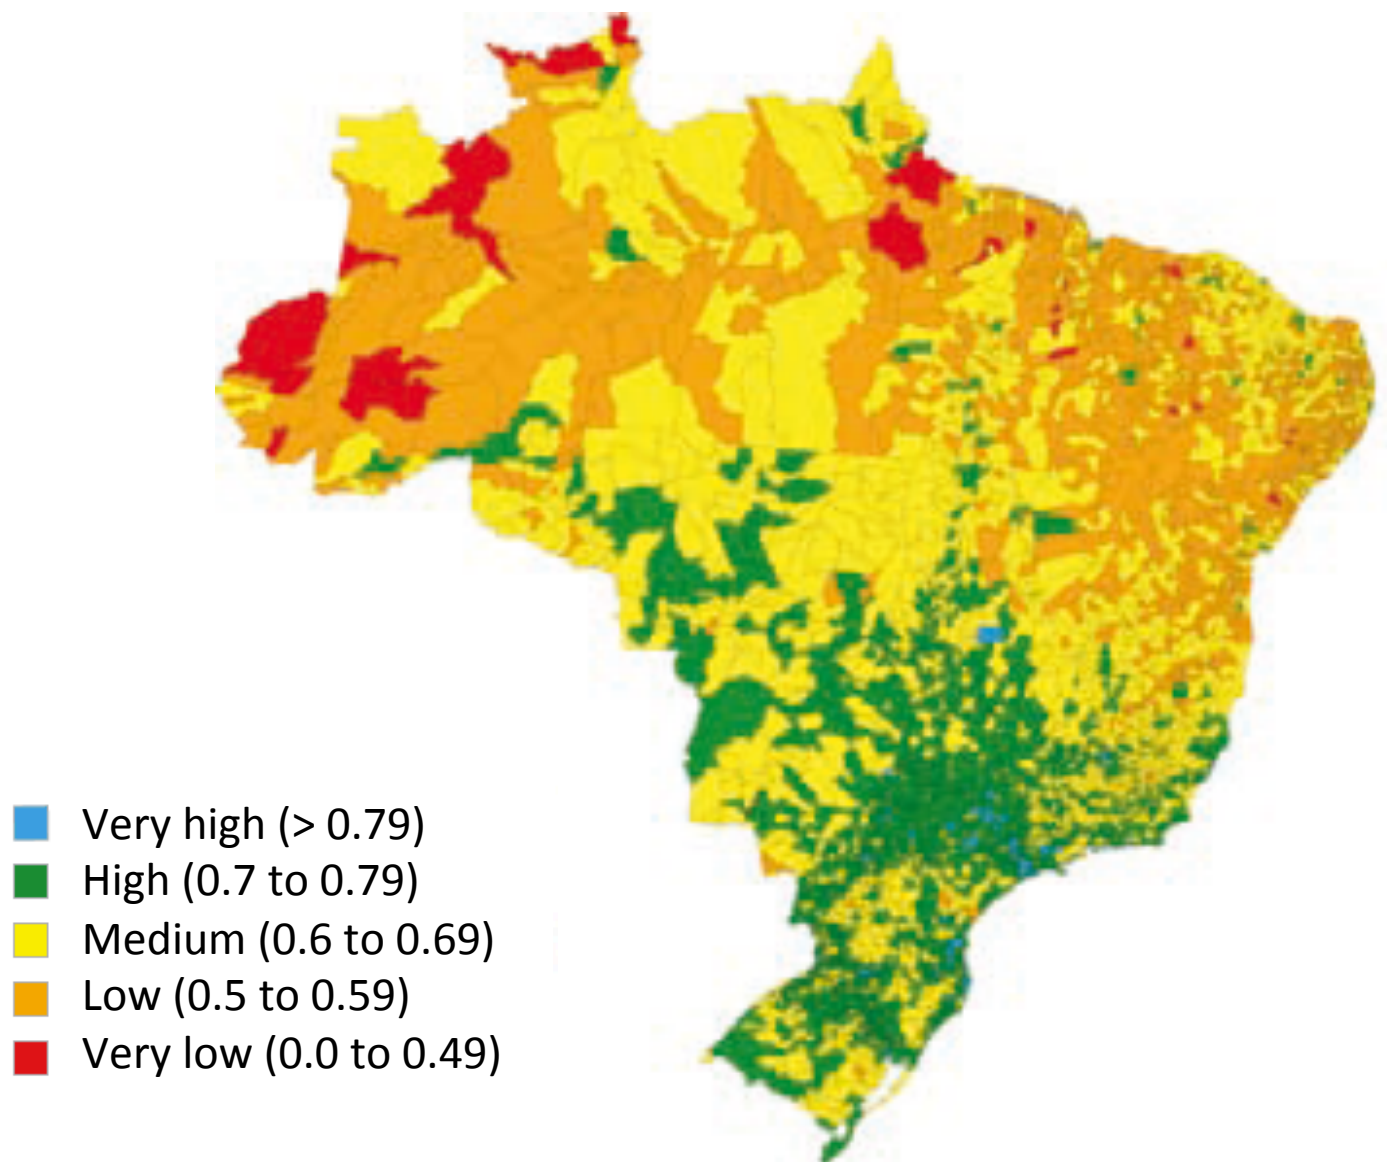 Very high (> 0.79)
High (0.7 to 0.79)
Medium (0.6 to 0.69)
Low (0.5 to 0.59)
Very low (0.0 to 0.49)